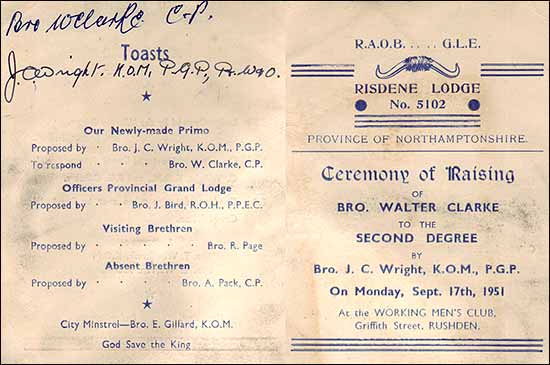 Bro W Clarke C.P.
Toasts
J. C. Wright. K.O.M., P.G.P.,
Our Newly-made Primo
Proposed by · · Bro. J. C. Wright, K.O.M., P.G.P.
To respond · · · Bro. W. Clarke, C.P.
Officers Provincial Grand Lodge
Proposed by · · Bro. J. Bird, R.O.H., P.P.E.C.
Visiting Brethren
Proposed by · · · · Bro. R. Page
Absent Brethren
Proposed by · · · Bro. A. Pack, C.P.
City Minstrel—Bro. E. Gillard, K.O.M.
God Save the King
R.A.O.B. . . . . G.L.E.
RISDENE LODGE
No. 5102
PROVINCE OF NORTHAMPTONSHIRE.
Ceremony of Raising
OF
BRO. WALTER CLARKE
TO THE
SECOND DEGREE
BY
Bro. J. C. Wright, K.O.M., P.G.P.
On Monday, Sept. 17th, 1951
At the WORKING MEN'S CLUB,
Griffith Street, RUSHDEN.